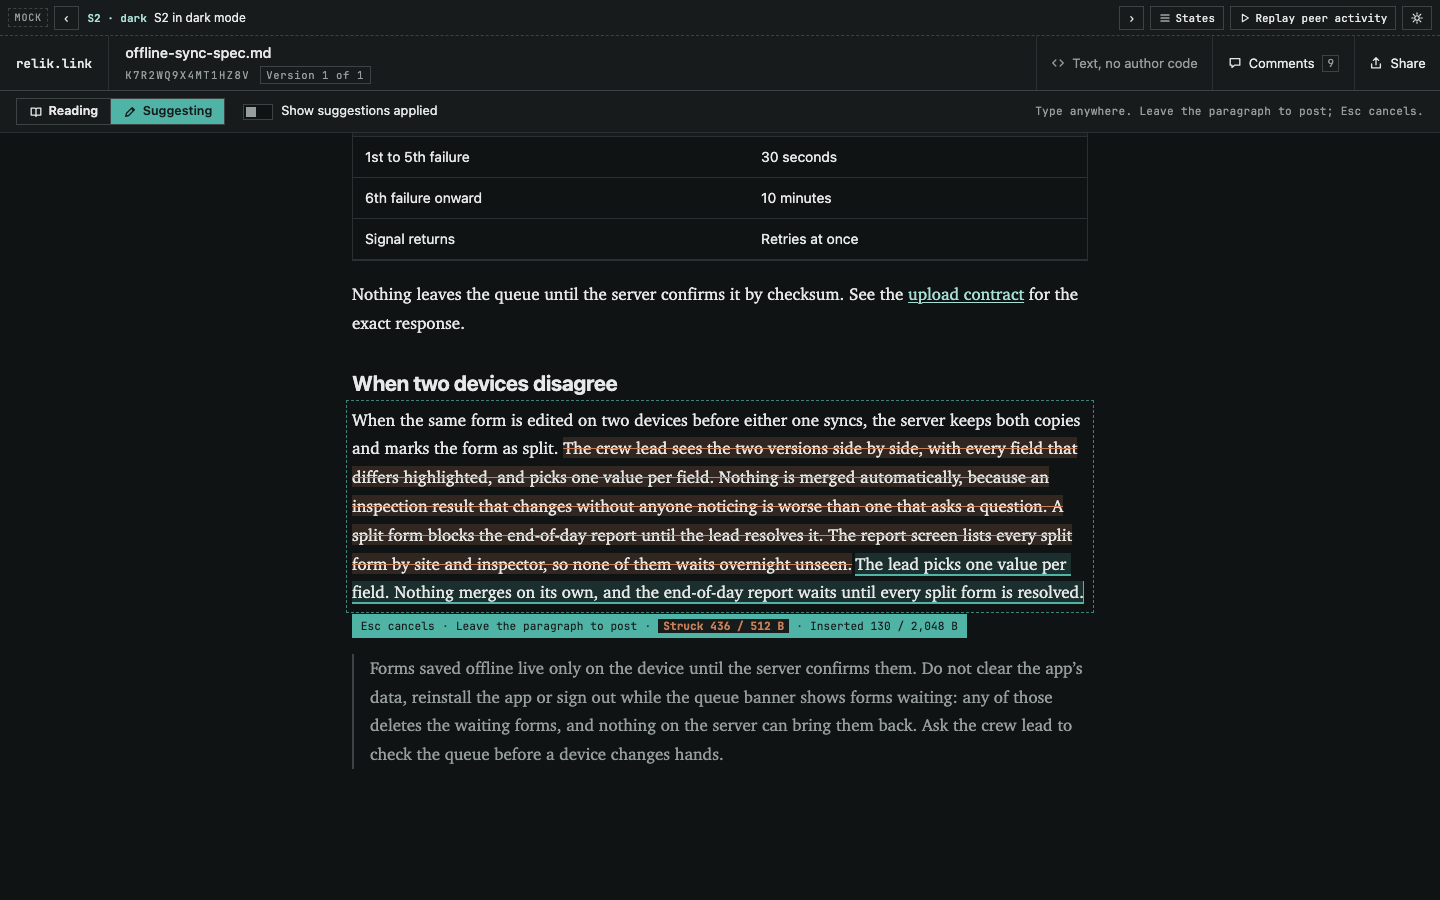 MOCK ‹ S2 · dark S2 in dark mode › States Replay peer activity
relik.link offline-sync-spec.md K7R2WQ9X4MT1HZ8V Version 1 of 1 Text, no author code Comments 9 Share
Reading Suggesting Show suggestions applied Type anywhere. Leave the paragraph to post; Esc cancels.
1st to 5th failure 30 seconds
6th failure onward 10 minutes
Signal returns Retries at once
Nothing leaves the queue until the server confirms it by checksum. See the upload contract for the
exact response.
When two devices disagree
When the same form is edited on two devices before either one syncs, the server keeps both copies
and marks the form as split. The crew lead sees the two versions side by side, with every field that
differs highlighted, and picks one value per field. Nothing is merged automatically, because an
inspection result that changes without anyone noticing is worse than one that asks a question. A
split form blocks the end-of-day report until the lead resolves it. The report screen lists every split
form by site and inspector, so none of them waits overnight unseen. The lead picks one value per
field. Nothing merges on its own, and the end-of-day report waits until every split form is resolved.
Esc cancels · Leave the paragraph to post · Struck 436 / 512 B · Inserted 130 / 2,048 B
Forms saved offline live only on the device until the server confirms them. Do not clear the app’s
data, reinstall the app or sign out while the queue banner shows forms waiting: any of those
deletes the waiting forms, and nothing on the server can bring them back. Ask the crew lead to
check the queue before a device changes hands.